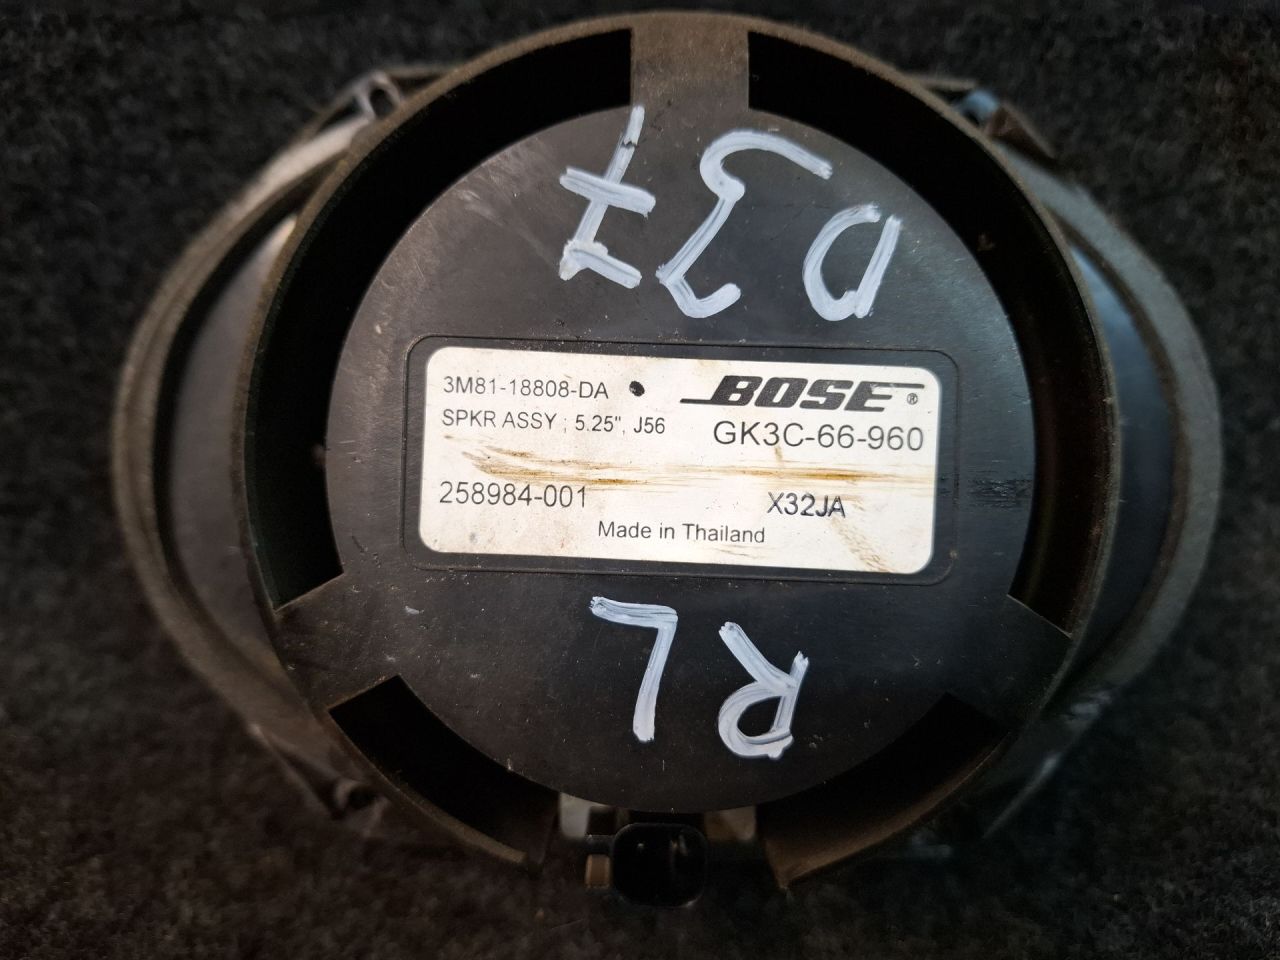 D37
3M81-18808-DA BOSE®
SPKR ASSY ; 5.25", J56 GK3C-66-960
258984-001 X32JA
Made in Thailand
RL